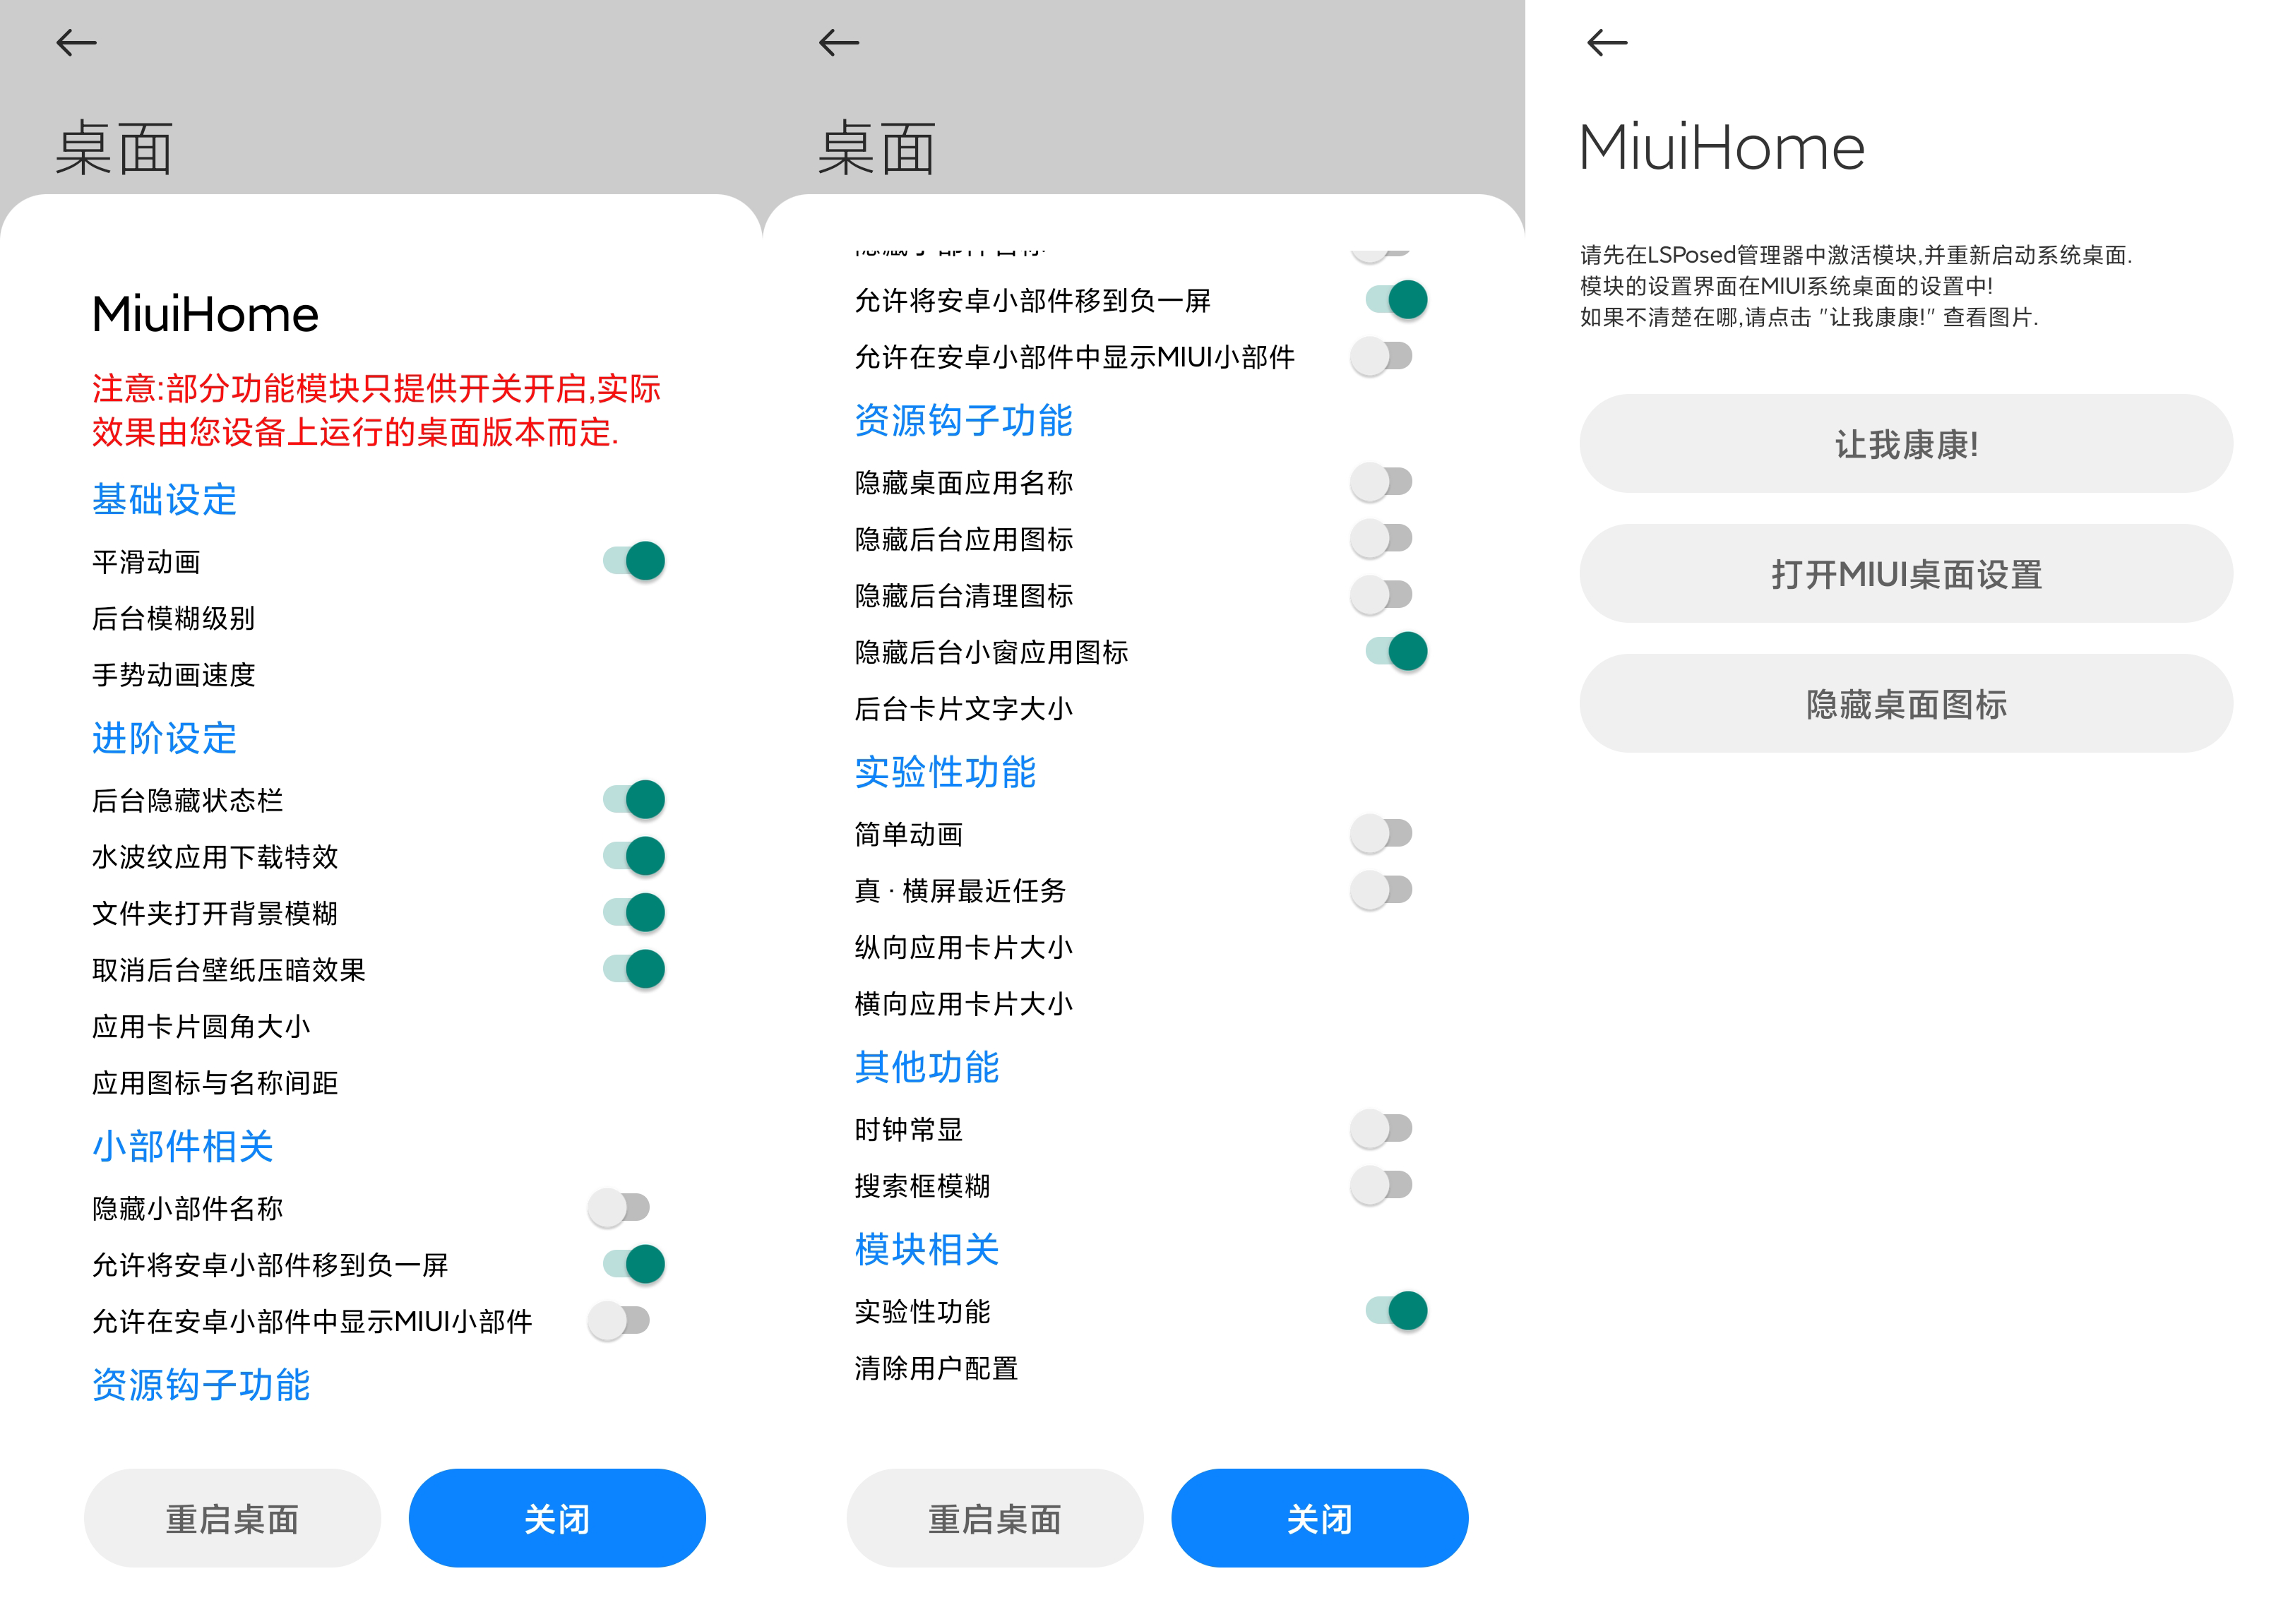 桌面
MiuiHome
注意:部分功能模块只提供开关开启,实际
效果由您设备上运行的桌面版本而定.
基础设定
平滑动画
后台模糊级别
手势动画速度
进阶设定
后台隐藏状态栏
水波纹应用下载特效
文件夹打开背景模糊
取消后台壁纸压暗效果
应用卡片圆角大小
应用图标与名称间距
小部件相关
隐藏小部件名称
允许将安卓小部件移到负一屏
允许在安卓小部件中显示MIUI小部件
资源钩子功能
重启桌面
关闭
桌面
允许将安卓小部件移到负一屏
允许在安卓小部件中显示MIUI小部件
资源钩子功能
隐藏桌面应用名称
隐藏后台应用图标
隐藏后台清理图标
隐藏后台小窗应用图标
后台卡片文字大小
实验性功能
简单动画
真 · 横屏最近任务
纵向应用卡片大小
横向应用卡片大小
其他功能
时钟常显
搜索框模糊
模块相关
实验性功能
清除用户配置
重启桌面
关闭
MiuiHome
请先在LSPosed管理器中激活模块,并重新启动系统桌面.
模块的设置界面在MIUI系统桌面的设置中!
如果不清楚在哪,请点击 "让我康康!" 查看图片.
让我康康!
打开MIUI桌面设置
隐藏桌面图标